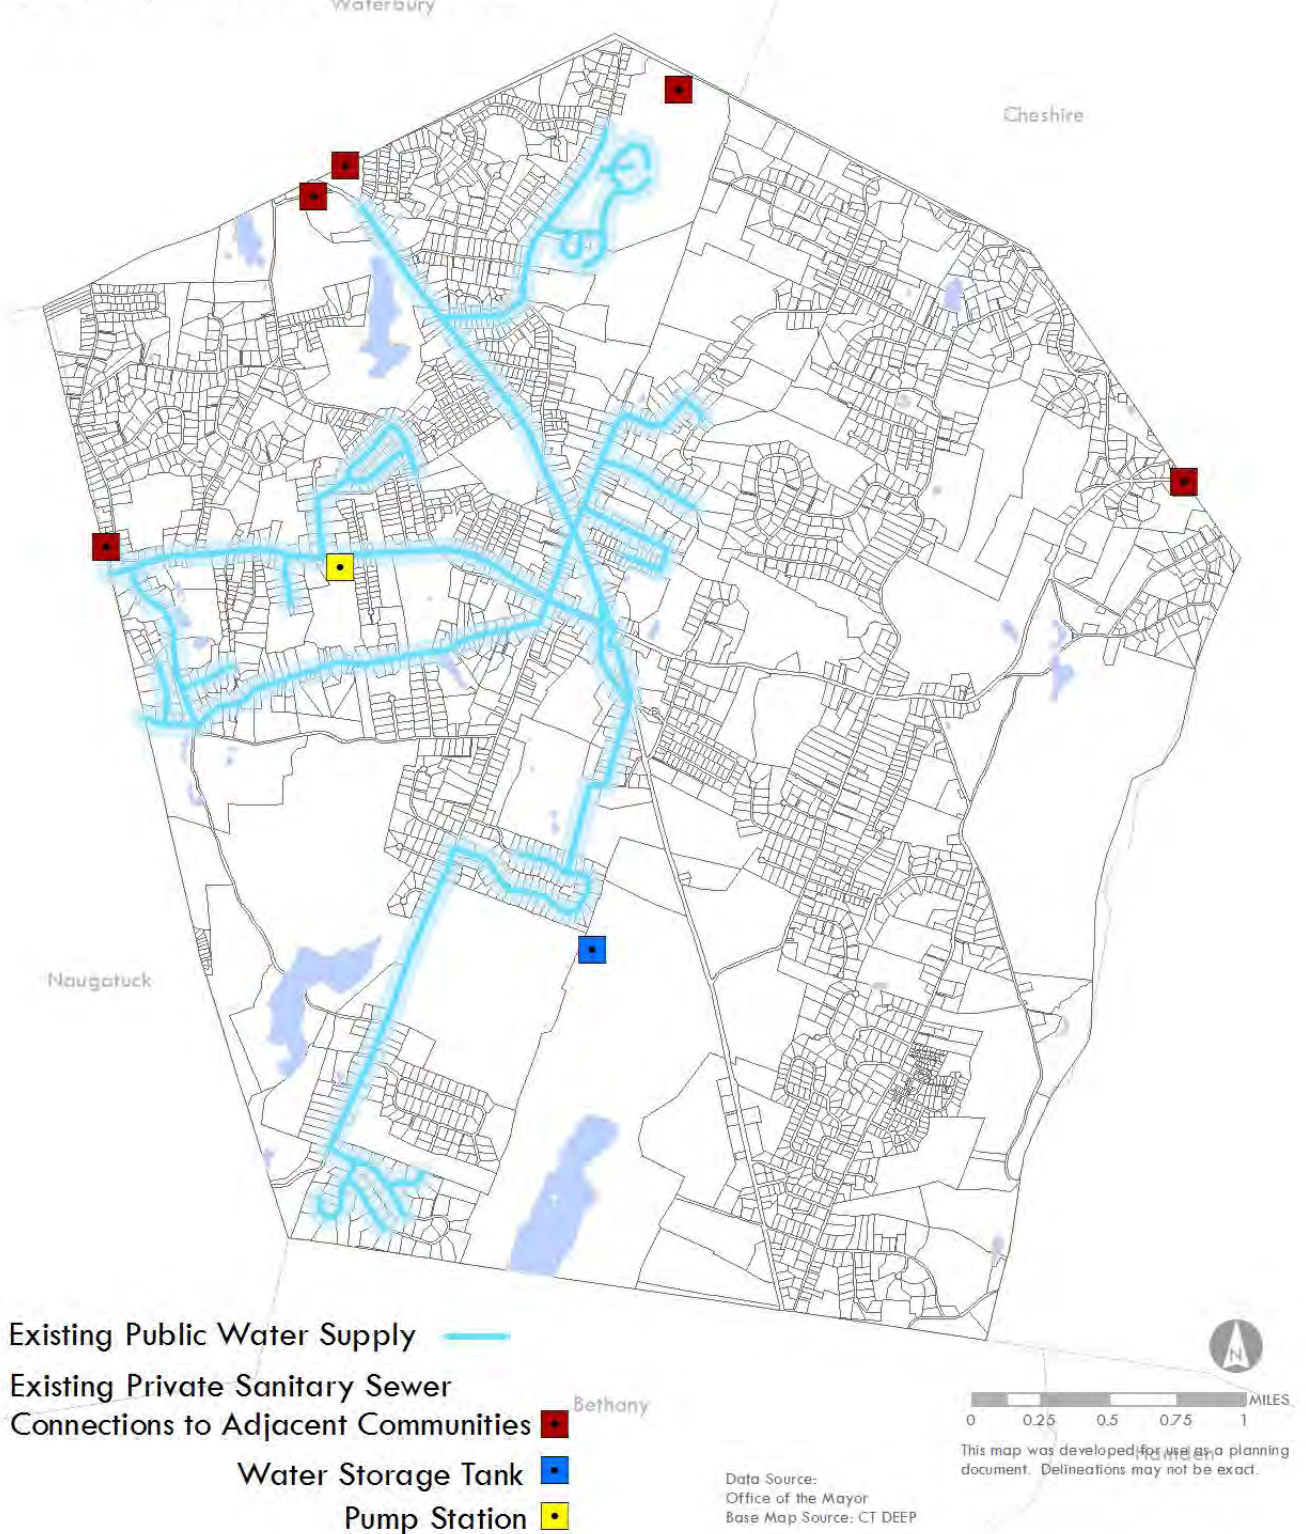 Waterbury
Cheshire
Naugatuck
Existing Public Water Supply
Existing Private Sanitary Sewer
Connections to Adjacent Communities
Water Storage Tank
Pump Station
Bethany
N
MILES
0 0.25 0.5 0.75 1
Hamden
This map was developed for use as a planning
document. Delineations may not be exact.
Data Source:
Office of the Mayor
Base Map Source: CT DEEP